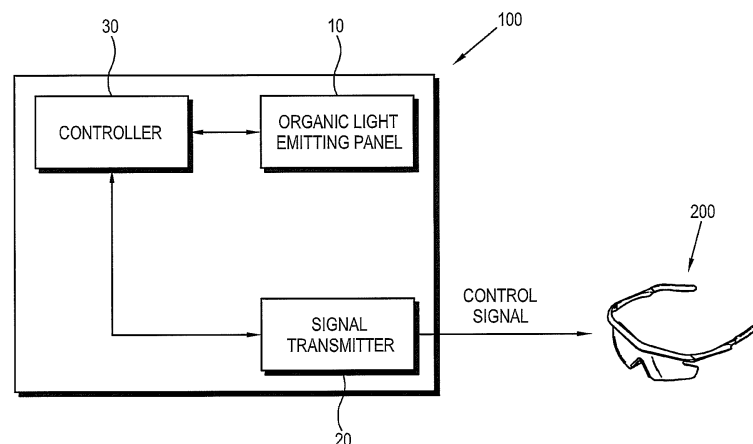 30
10
100
CONTROLLER
ORGANIC LIGHT
EMITTING PANEL
200
CONTROL
SIGNAL
SIGNAL
TRANSMITTER
20